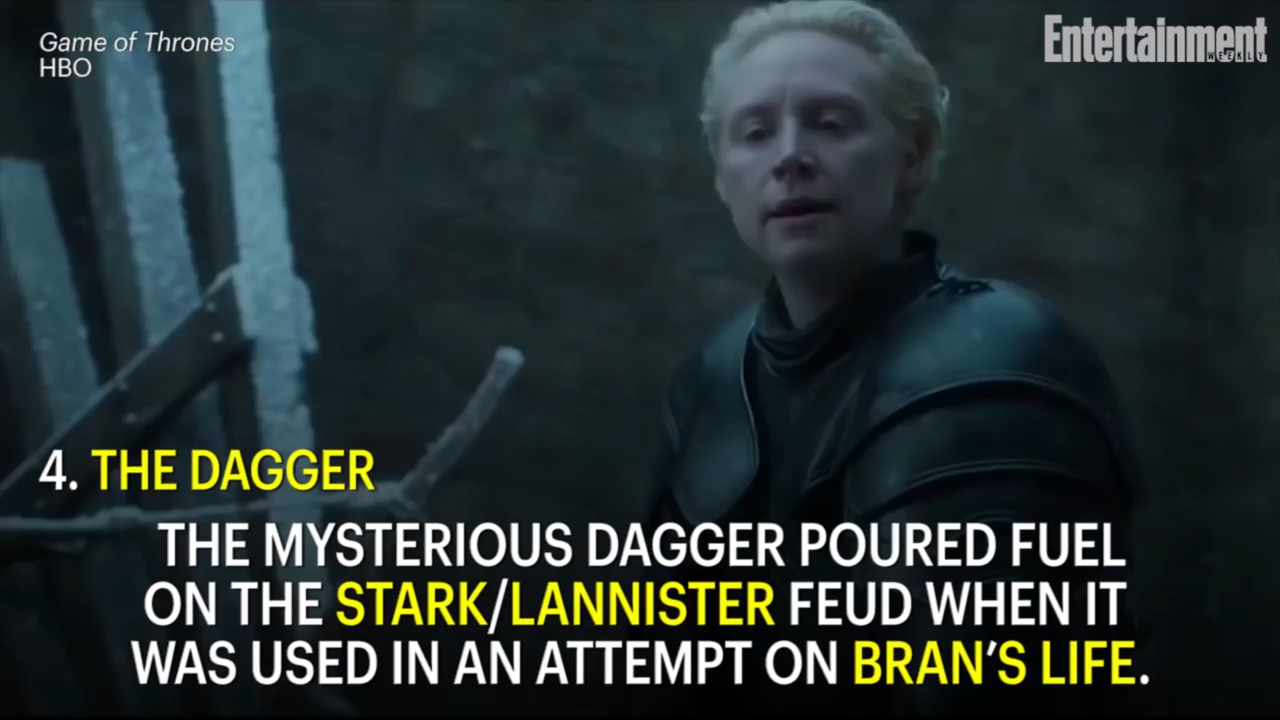 Game of Thrones
HBO
Entertainment
WEEKLY
4. THE DAGGER
THE MYSTERIOUS DAGGER POURED FUEL
ON THE STARK/LANNISTER FEUD WHEN IT
WAS USED IN AN ATTEMPT ON BRAN'S LIFE.